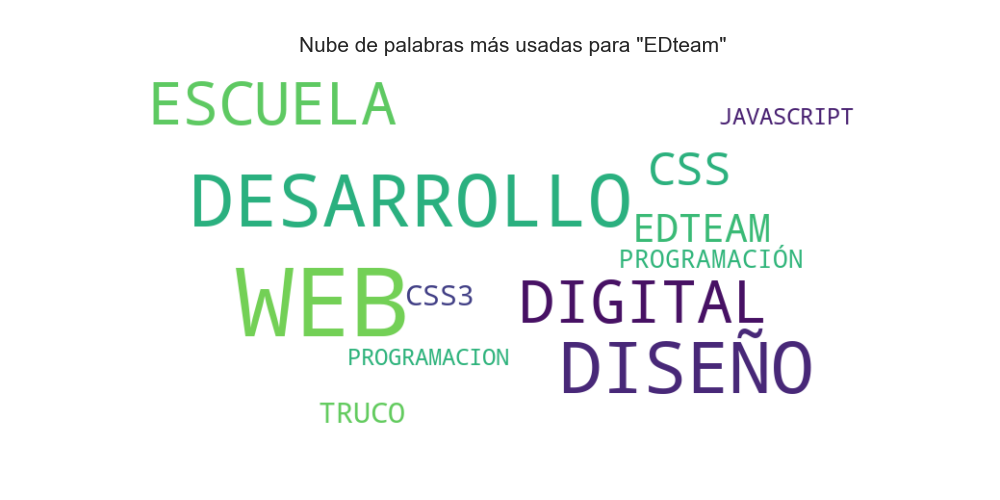 Nube de palabras más usadas para "EDteam"
ESCUELA
JAVASCRIPT
CSS
DESARROLLO
EDTEAM
PROGRAMACIÓN
WEB
CSS3
DIGITAL
PROGRAMACION
DISEÑO
TRUCO